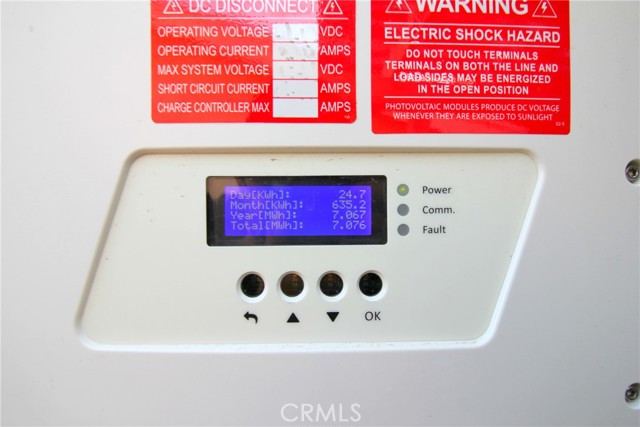 DC DISCONNECT
WARNING
OPERATING VOLTAGE VDC
OPERATING CURRENT AMPS
MAX SYSTEM VOLTAGE VDC
SHORT CIRCUIT CURRENT AMPS
CHARGE CONTROLLER MAX AMPS
ELECTRIC SHOCK HAZARD
DO NOT TOUCH TERMINALS
TERMINALS ON BOTH THE LINE AND
LOAD SIDES MAY BE ENERGIZED
IN THE OPEN POSITION
PHOTOVOLTAIC MODULES PRODUCE DC VOLTAGE
WHENEVER THEY ARE EXPOSED TO SUNLIGHT
Day[KWh]: 24.7
Month[KWh]: 635.2
Year[MWh]: 7.067
Total[MWh]: 7.076
Power
Comm.
Fault
OK
CRMLS